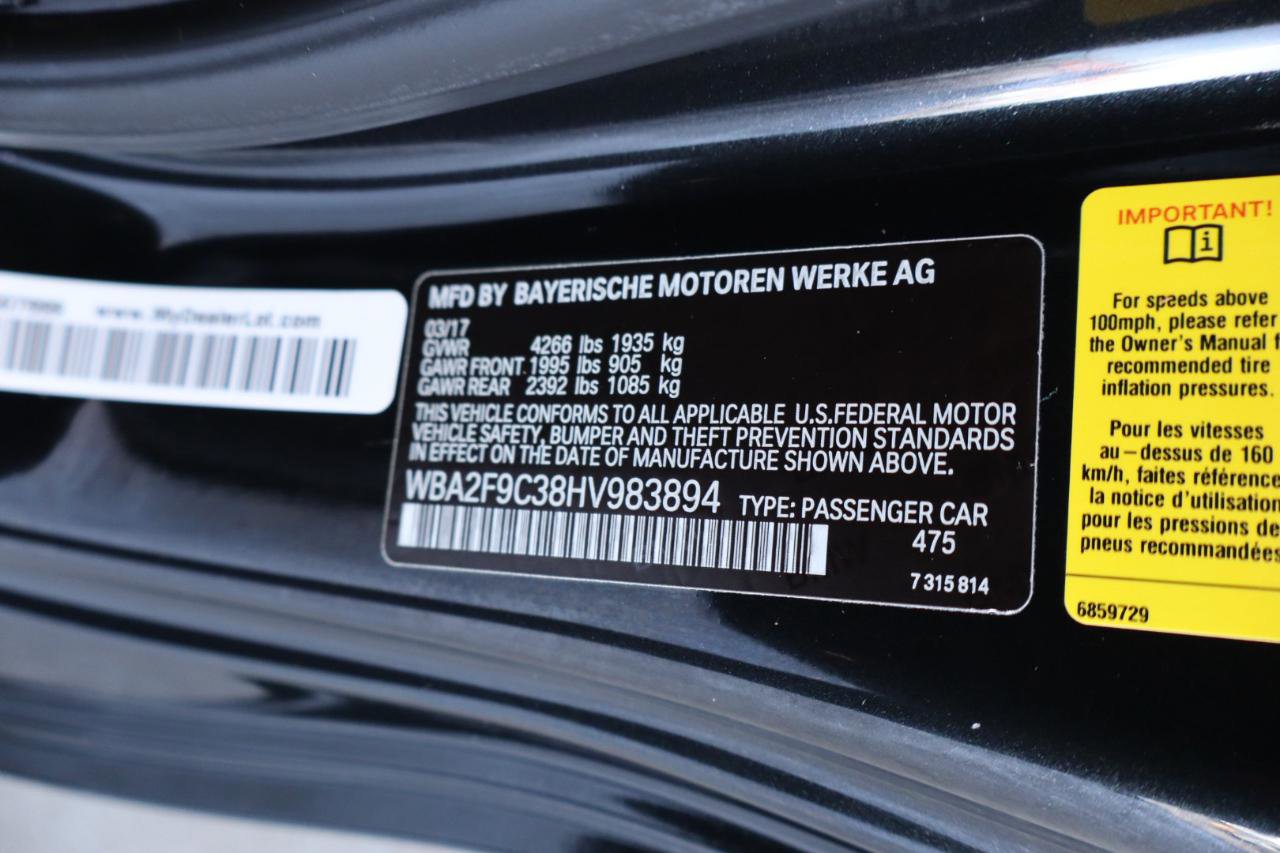 www.MyDealerLot.com
MFD BY BAYERISCHE MOTOREN WERKE AG
03/17
GVWR 4266 lbs 1935 kg
GAWR FRONT 1995 lbs 905 kg
GAWR REAR 2392 lbs 1085 kg
THIS VEHICLE CONFORMS TO ALL APPLICABLE U.S.FEDERAL MOTOR
VEHICLE SAFETY, BUMPER AND THEFT PREVENTION STANDARDS
IN EFFECT ON THE DATE OF MANUFACTURE SHOWN ABOVE.
WBA2F9C38HV983894 TYPE: PASSENGER CAR
475
7 315 814
IMPORTANT!
For speeds above
100mph, please refer
the Owner's Manual f
recommended tire
inflation pressures.
Pour les vitesses
au-dessus de 160
km/h, faites référence
la notice d'utilisation
pour les pressions de
pneus recommandées
6859729